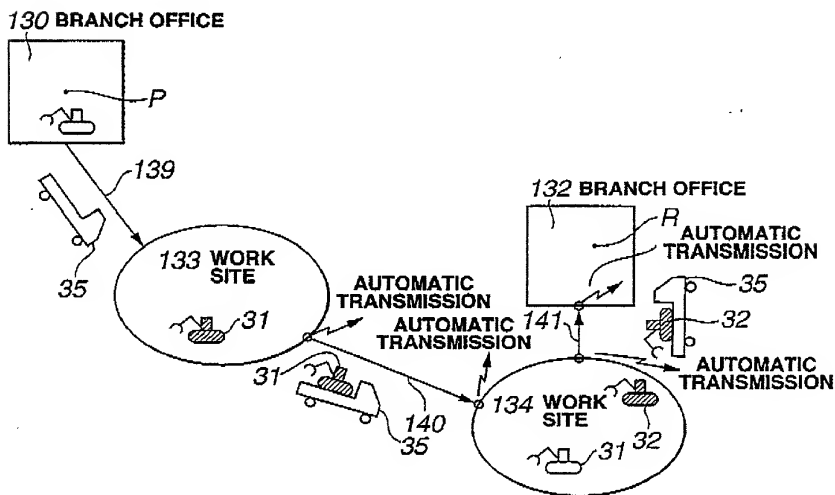 130 BRANCH OFFICE
P
139
35
133 WORK
SITE
31
AUTOMATIC
TRANSMISSION
31
35
140
AUTOMATIC
TRANSMISSION
132 BRANCH OFFICE
R
AUTOMATIC
TRANSMISSION
35
32
141
AUTOMATIC
TRANSMISSION
134 WORK
SITE
32
31